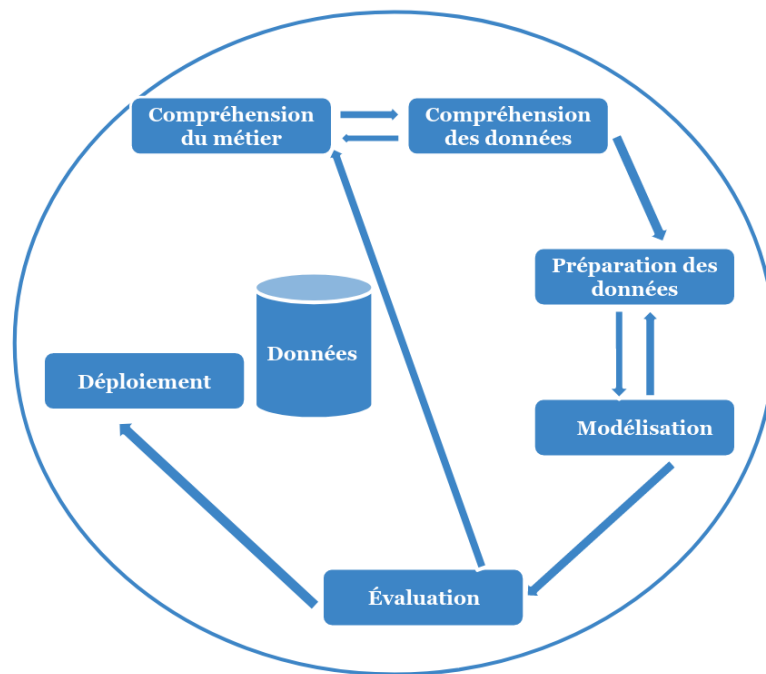 Compréhension
du métier
Compréhension
des données
Préparation des
données
Données
Déploiement
Modélisation
Évaluation